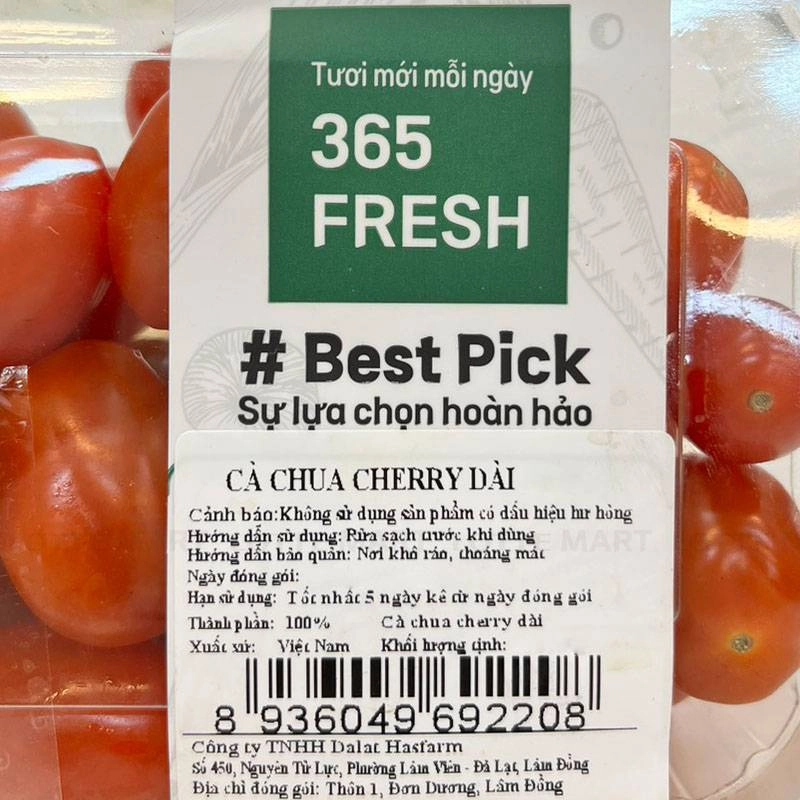 Tươi mới mỗi ngày
365
FRESH
# Best Pick
Sự lựa chọn hoàn hảo
CÀ CHUA CHERRY DÀI
Cảnh báo:Không sử dụng sản phẩm có dấu hiệu hư hỏng
Hướng dẫn sử dụng: Rửa sạch trước khi dùng
Hướng dẫn bảo quản: Nơi khô ráo, thoáng mát
Ngày đóng gói:
Hạn sử dụng: Tốt nhất 5 ngày kể từ ngày đóng gói
Thành phần: 100% Cà chua cherry dài
Xuất xứ: Việt Nam Khối lượng tịnh:
8 936049 692208
Công ty TNHH Dalat Hasfarm
Số 450, Nguyên Tử Lực, Phường Lâm Viên - Đà Lạt, Lâm Đồng
Địa chỉ đóng gói: Thôn 1, Đơn Dương, Lâm Đồng